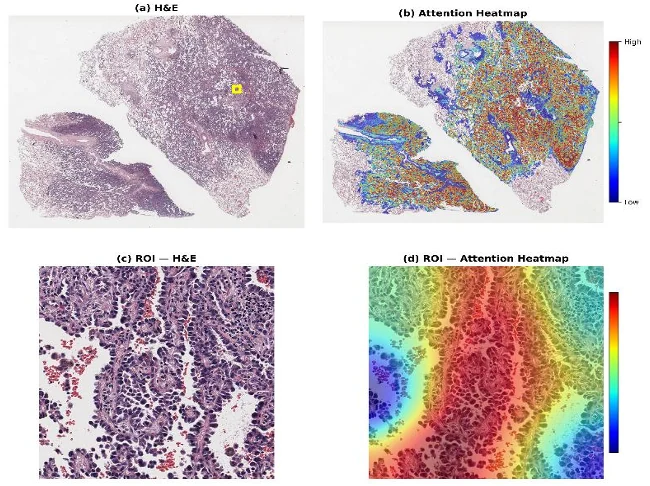 (a) H&E
(b) Attention Heatmap
High
Low
(c) ROI — H&E
(d) ROI — Attention Heatmap